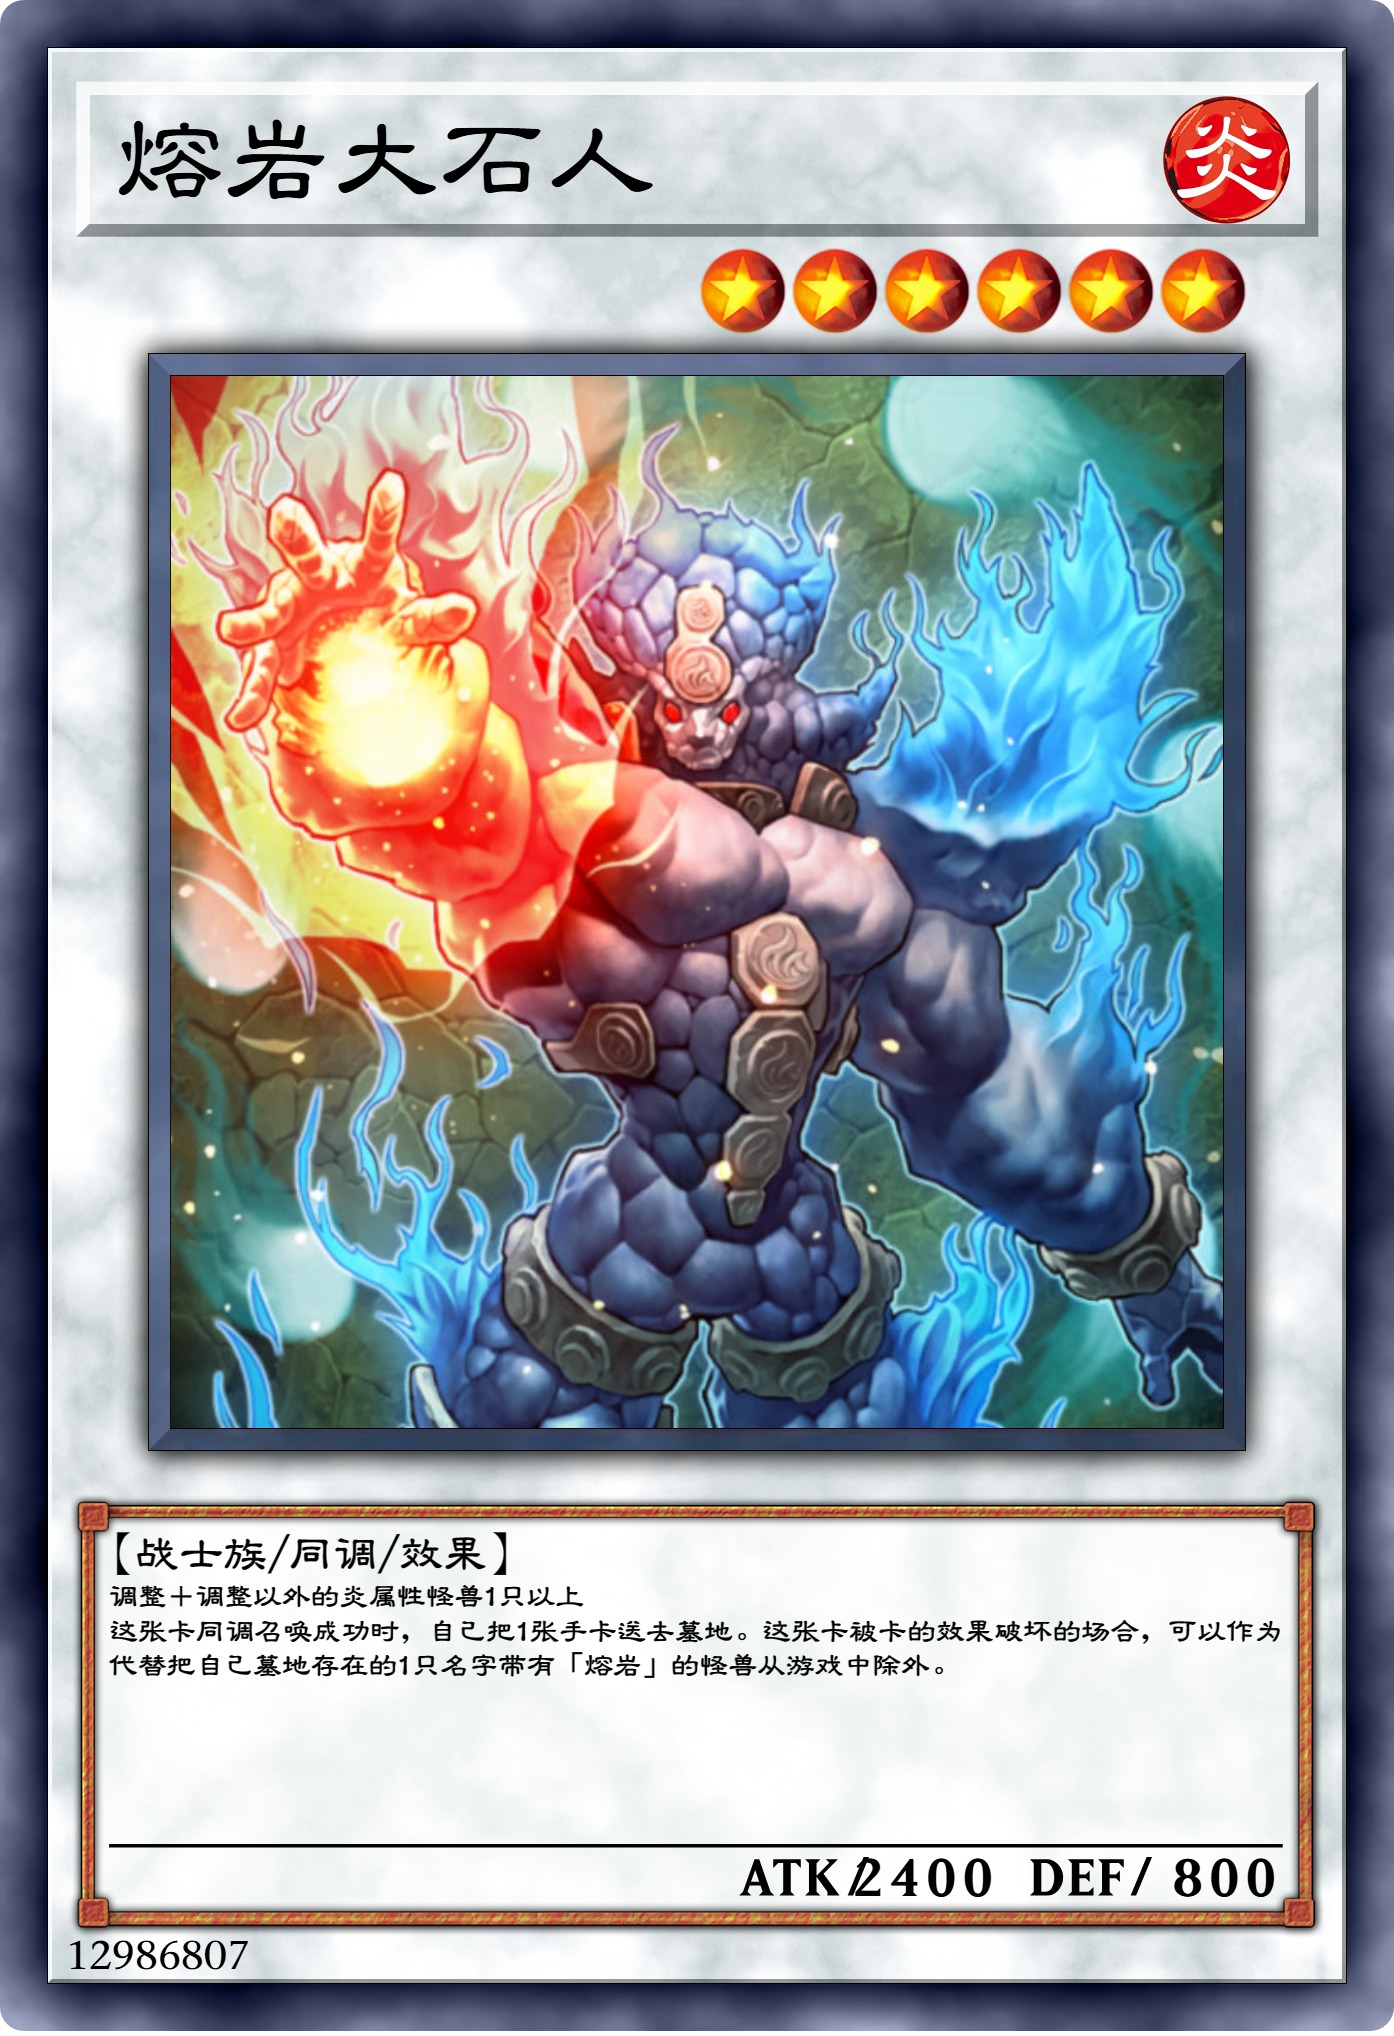 熔岩大石人
炎
【战士族/同调/效果】
调整＋调整以外的炎属性怪兽1只以上
这张卡同调召唤成功时，自己把1张手卡送去墓地。这张卡被卡的效果破坏的场合，可以作为
代替把自己墓地存在的1只名字带有「熔岩」的怪兽从游戏中除外。
ATK/2400 DEF/ 800
12986807